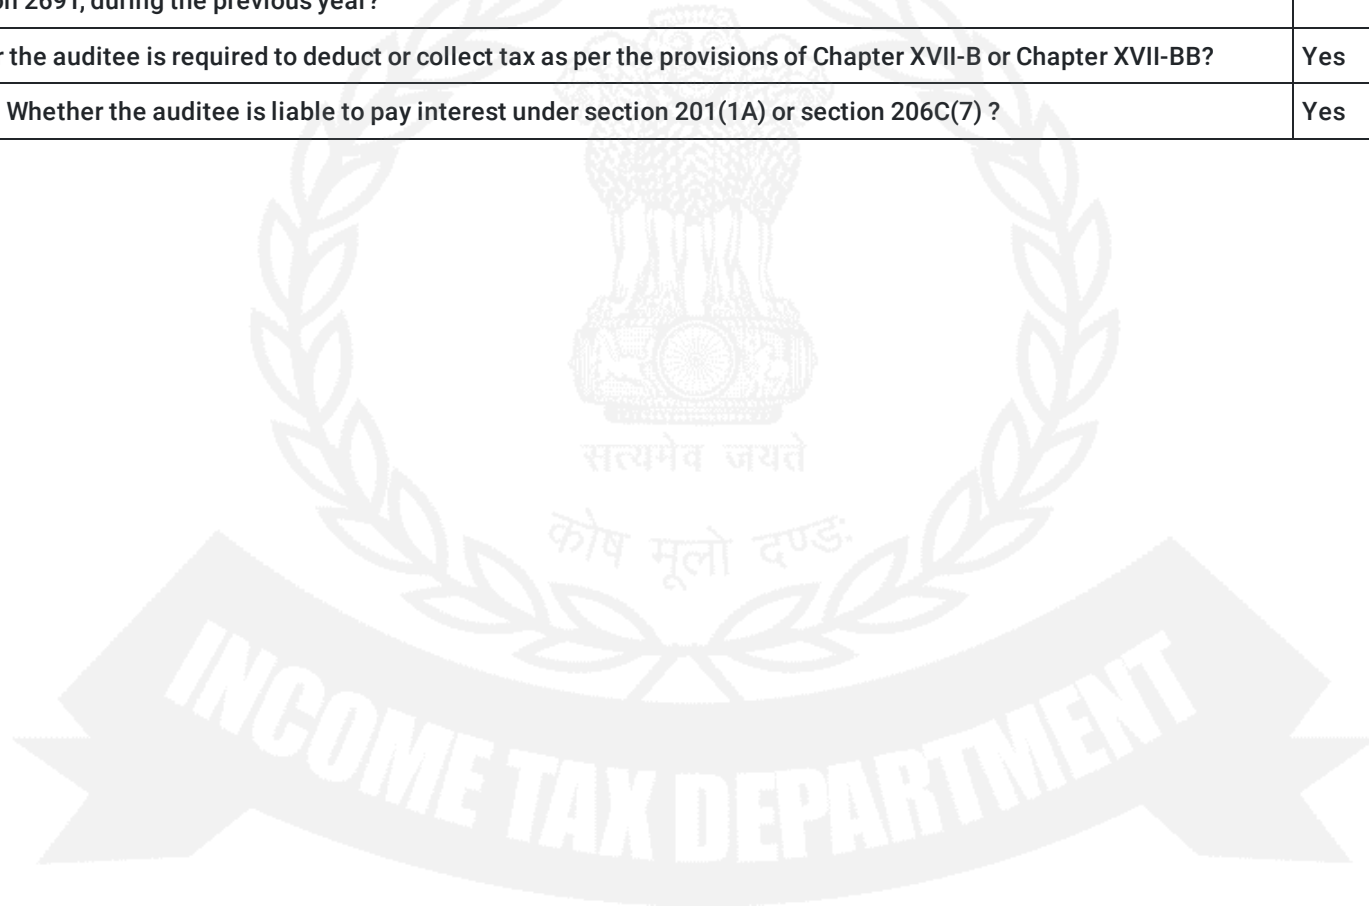 on 269T, during the previous year?
r the auditee is required to deduct or collect tax as per the provisions of Chapter XVII-B or Chapter XVII-BB? Yes
Whether the auditee is liable to pay interest under section 201(1A) or section 206C(7) ? Yes
सत्यमेव जयते
कोष मूलो दण्डः
INCOME TAX DEPARTMENT